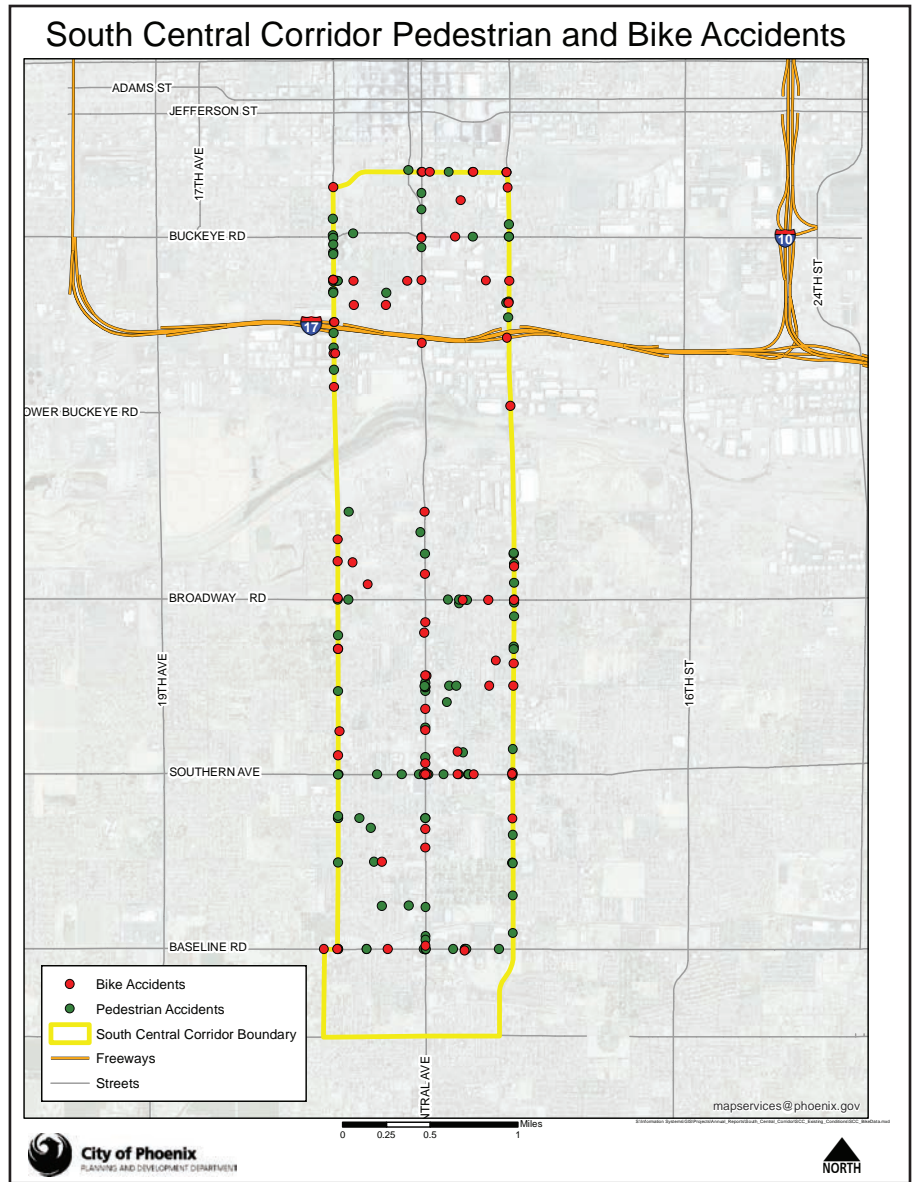 South Central Corridor Pedestrian and Bike Accidents
ADAMS ST
JEFFERSON ST
17TH AVE
BUCKEYE RD
10
24TH ST
17
OWER BUCKEYE RD
BROADWAY RD
19TH AVE
16TH ST
SOUTHERN AVE
BASELINE RD
Bike Accidents
Pedestrian Accidents
South Central Corridor Boundary
Freeways
Streets
NTRAL AVE
mapservices@phoenix.gov
Miles
0 0.25 0.5 1
City of Phoenix
PLANNING AND DEVELOPMENT DEPARTMENT
NORTH